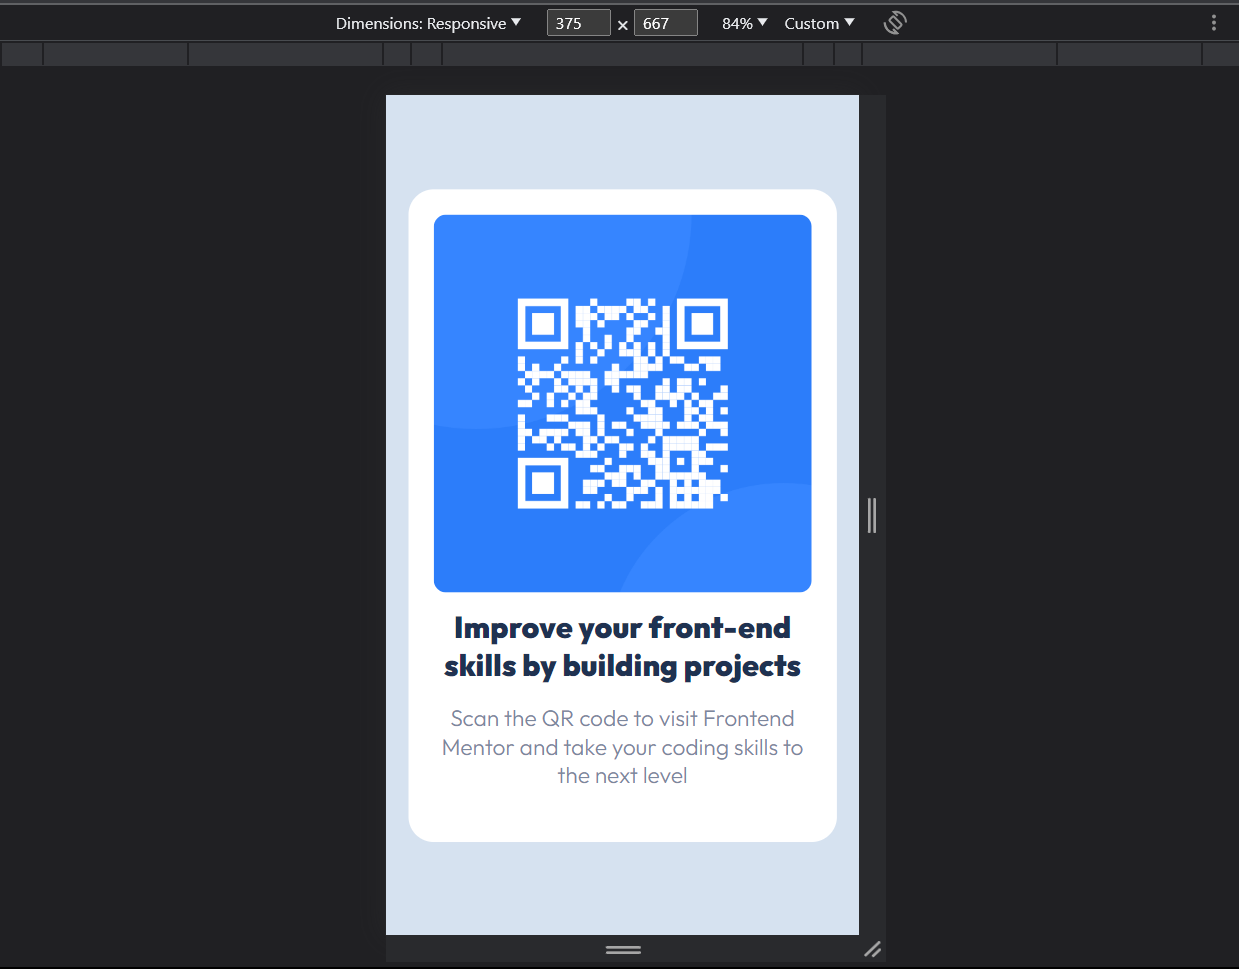 Dimensions: Responsive 375 × 667 84% Custom
Improve your front-end
skills by building projects
Scan the QR code to visit Frontend
Mentor and take your coding skills to
the next level